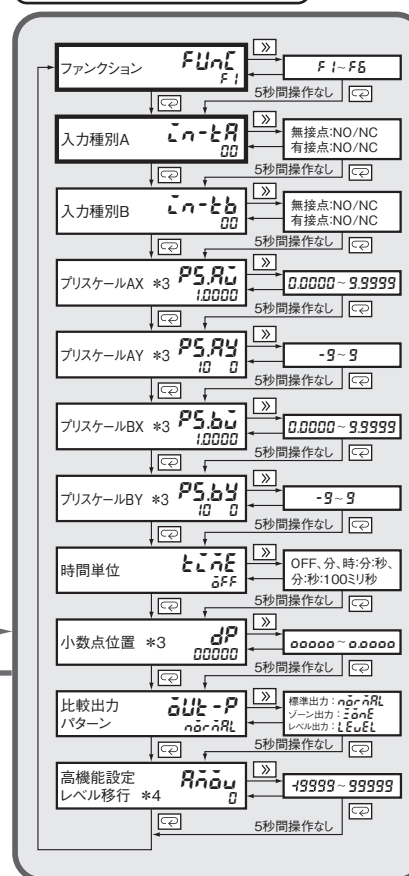 ファンクション FUnC F1
»
F1~F6
5秒間操作なし
入力種別A in-tA 00
»
無接点:NO/NC
有接点:NO/NC
5秒間操作なし
入力種別B in-tb 00
»
無接点:NO/NC
有接点:NO/NC
5秒間操作なし
プリスケールAX *3 PS.AX 1.0000
»
0.0000~9.9999
5秒間操作なし
プリスケールAY *3 PS.AY 10 0
»
-9~9
5秒間操作なし
プリスケールBX *3 PS.bX 1.0000
»
0.0000~9.9999
5秒間操作なし
プリスケールBY *3 PS.bY 10 0
»
-9~9
5秒間操作なし
時間単位 timE oFF
»
OFF、分、時:分:秒、
分:秒:100ミリ秒
5秒間操作なし
小数点位置 *3 dP 00000
»
00000~0.0000
5秒間操作なし
比較出力
パターン oUt-P normAL
»
標準出力:normAL
ゾーン出力:ZonE
レベル出力:LEvEL
5秒間操作なし
高機能設定
レベル移行 *4 Amov 0
»
-19999~99999
5秒間操作なし